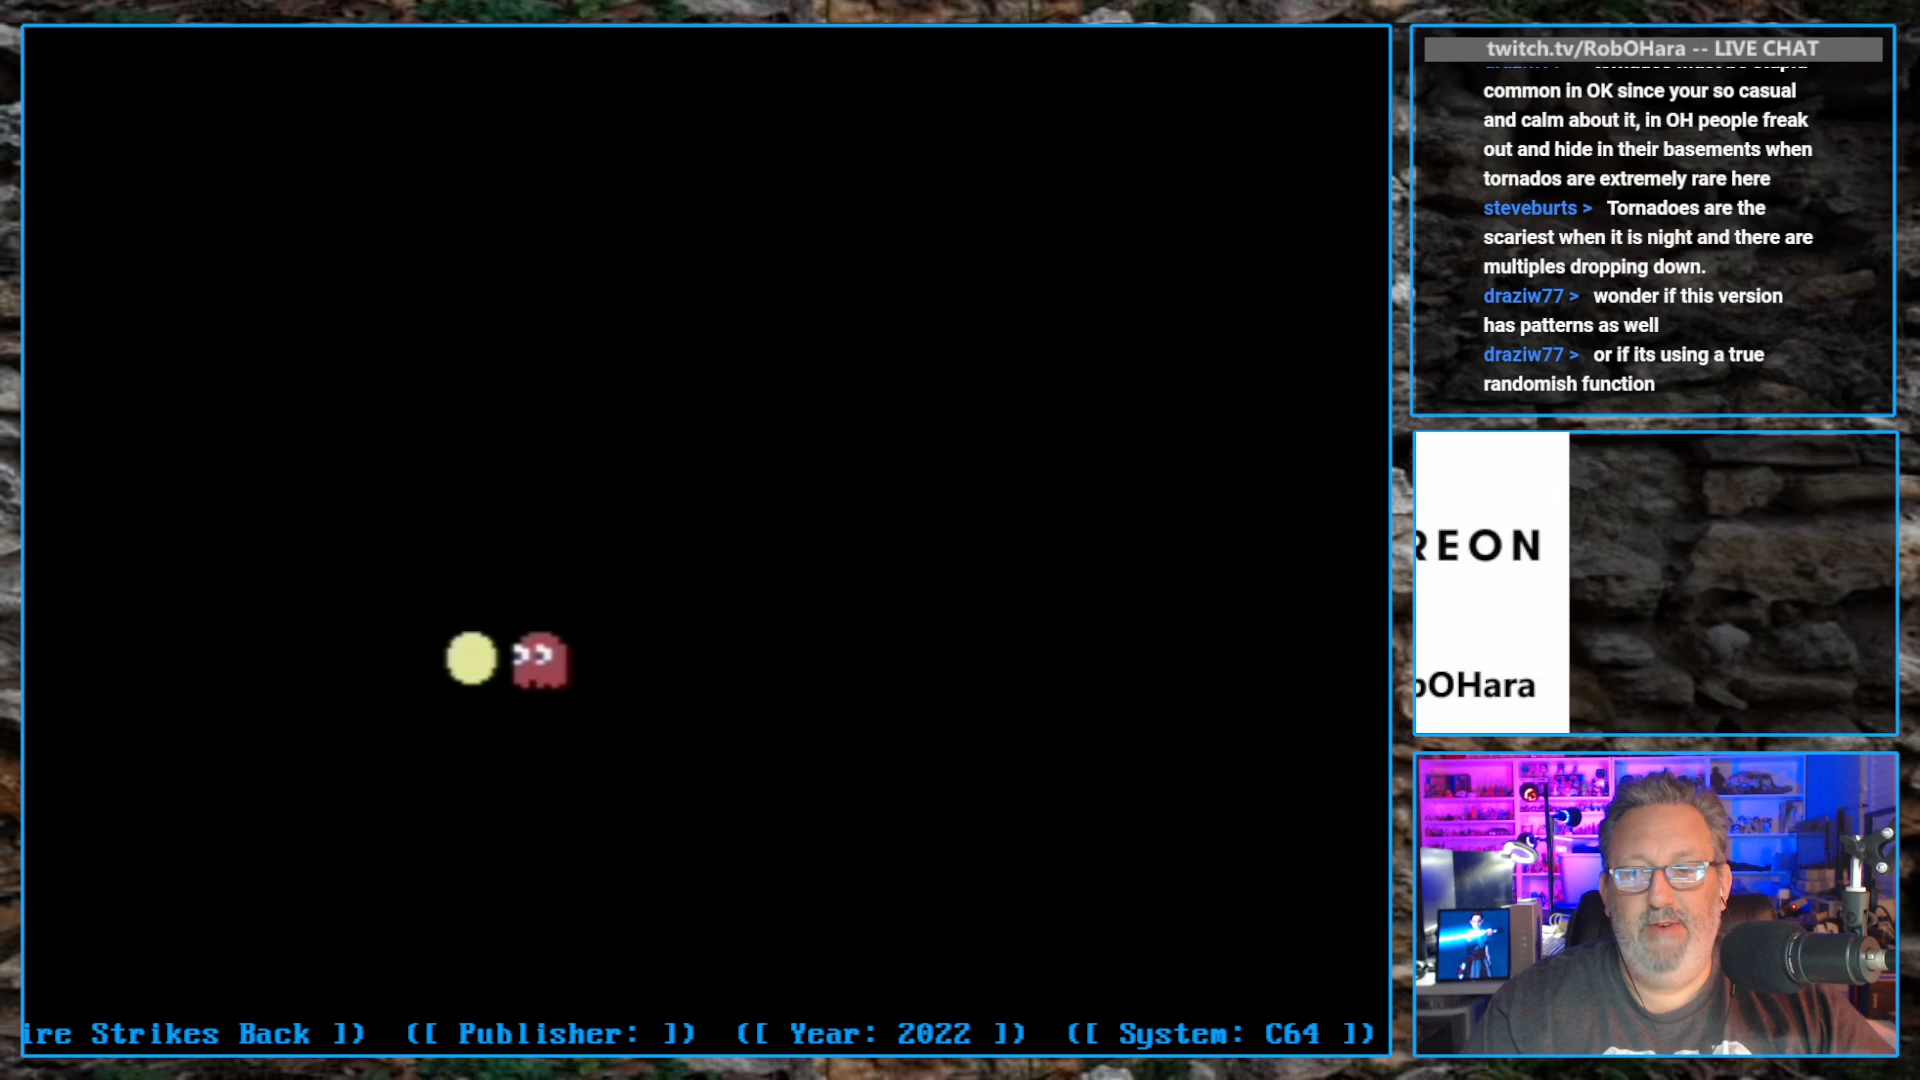 twitch.tv/RobOHara -- LIVE CHAT
common in OK since your so casual
and calm about it, in OH people freak
out and hide in their basements when
tornados are extremely rare here
steveburts > Tornadoes are the
scariest when it is night and there are
multiples dropping down.
draziw77 > wonder if this version
has patterns as well
draziw77 > or if its using a true
randomish function
REON
bOHara
ire Strikes Back ]) ([ Publisher: ]) ([ Year: 2022 ]) ([ System: C64 ])